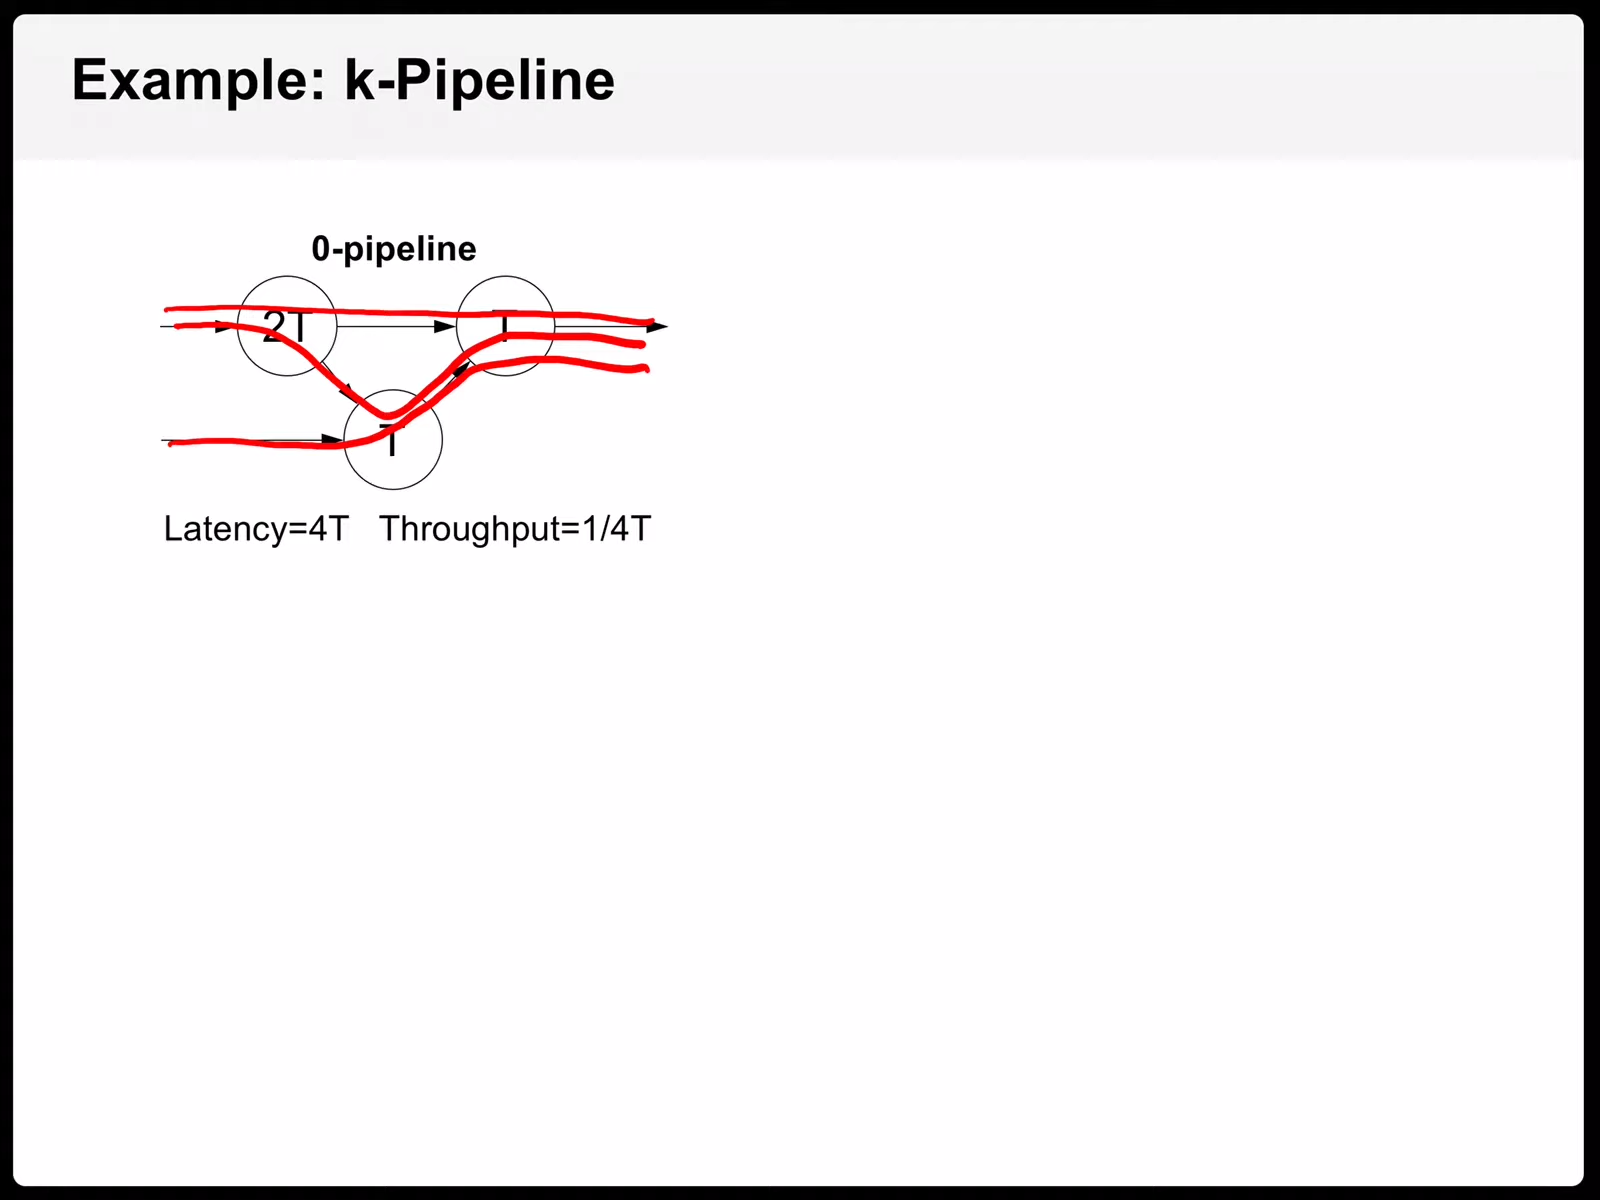 Example: k-Pipeline
0-pipeline
2T
T
T
Latency=4T Throughput=1/4T